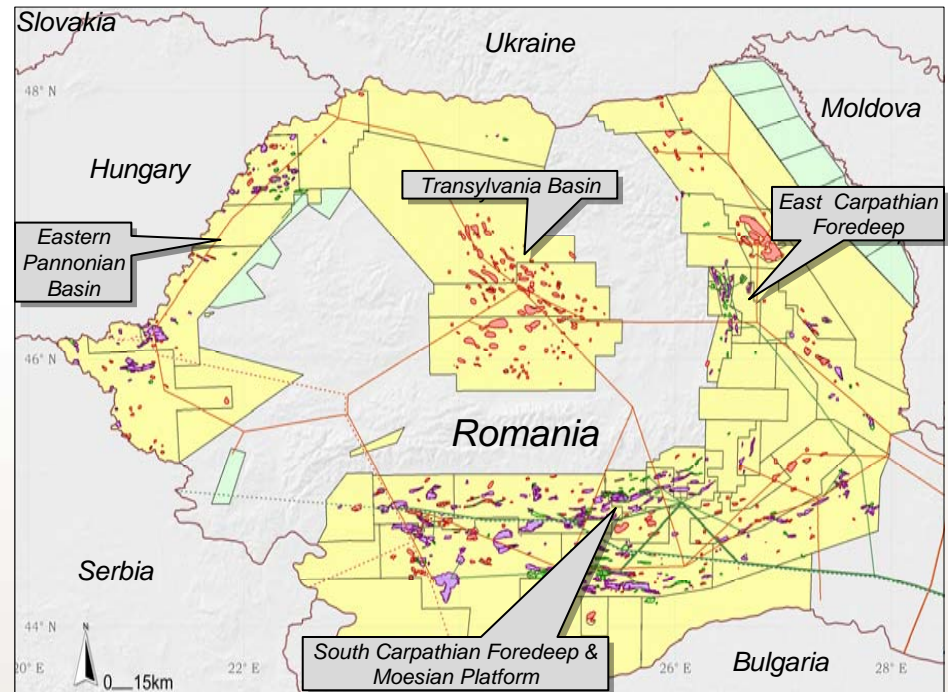 Slovakia
Ukraine
48° N
Moldova
Hungary
Transylvania Basin
East Carpathian
Foredeep
Eastern
Pannonian
Basin
46° N
Romania
Serbia
44° N
N
South Carpathian Foredeep &
Moesian Platform
20° E
22° E
26° E
28° E
Bulgaria
0__15km